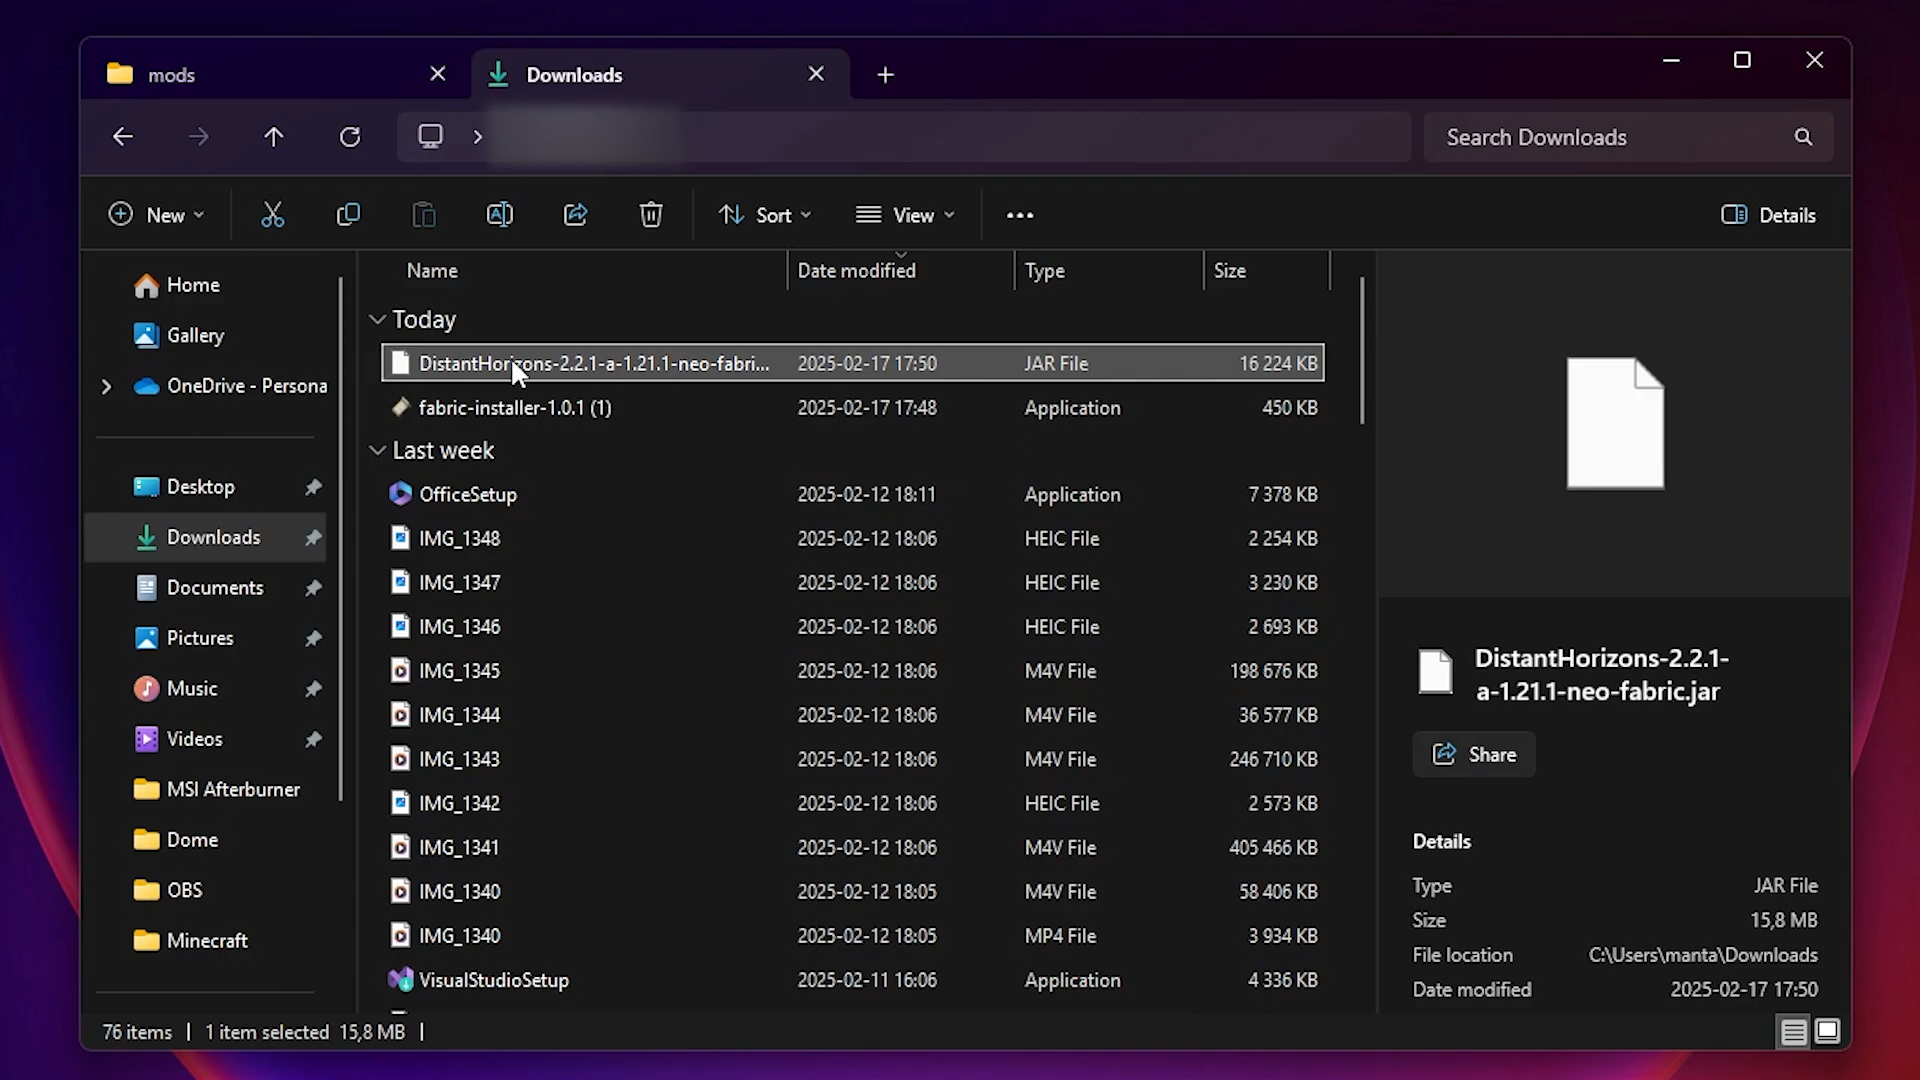 mods
Downloads
Search Downloads
New
Sort
View
Details
Home
Gallery
OneDrive - Persona
Desktop
Downloads
Documents
Pictures
Music
Videos
MSI Afterburner
Dome
OBS
Minecraft
Name Date modified Type Size
Today
DistantHorizons-2.2.1-a-1.21.1-neo-fabri... 2025-02-17 17:50 JAR File 16 224 KB
fabric-installer-1.0.1 (1) 2025-02-17 17:48 Application 450 KB
Last week
OfficeSetup 2025-02-12 18:11 Application 7 378 KB
IMG_1348 2025-02-12 18:06 HEIC File 2 254 KB
IMG_1347 2025-02-12 18:06 HEIC File 3 230 KB
IMG_1346 2025-02-12 18:06 HEIC File 2 693 KB
IMG_1345 2025-02-12 18:06 M4V File 198 676 KB
IMG_1344 2025-02-12 18:06 M4V File 36 577 KB
IMG_1343 2025-02-12 18:06 M4V File 246 710 KB
IMG_1342 2025-02-12 18:06 HEIC File 2 573 KB
IMG_1341 2025-02-12 18:06 M4V File 405 466 KB
IMG_1340 2025-02-12 18:05 M4V File 58 406 KB
IMG_1340 2025-02-12 18:05 MP4 File 3 934 KB
VisualStudioSetup 2025-02-11 16:06 Application 4 336 KB
DistantHorizons-2.2.1-
a-1.21.1-neo-fabric.jar
Share
Details
Type JAR File
Size 15,8 MB
File location C:\Users\manta\Downloads
Date modified 2025-02-17 17:50
76 items 1 item selected 15,8 MB